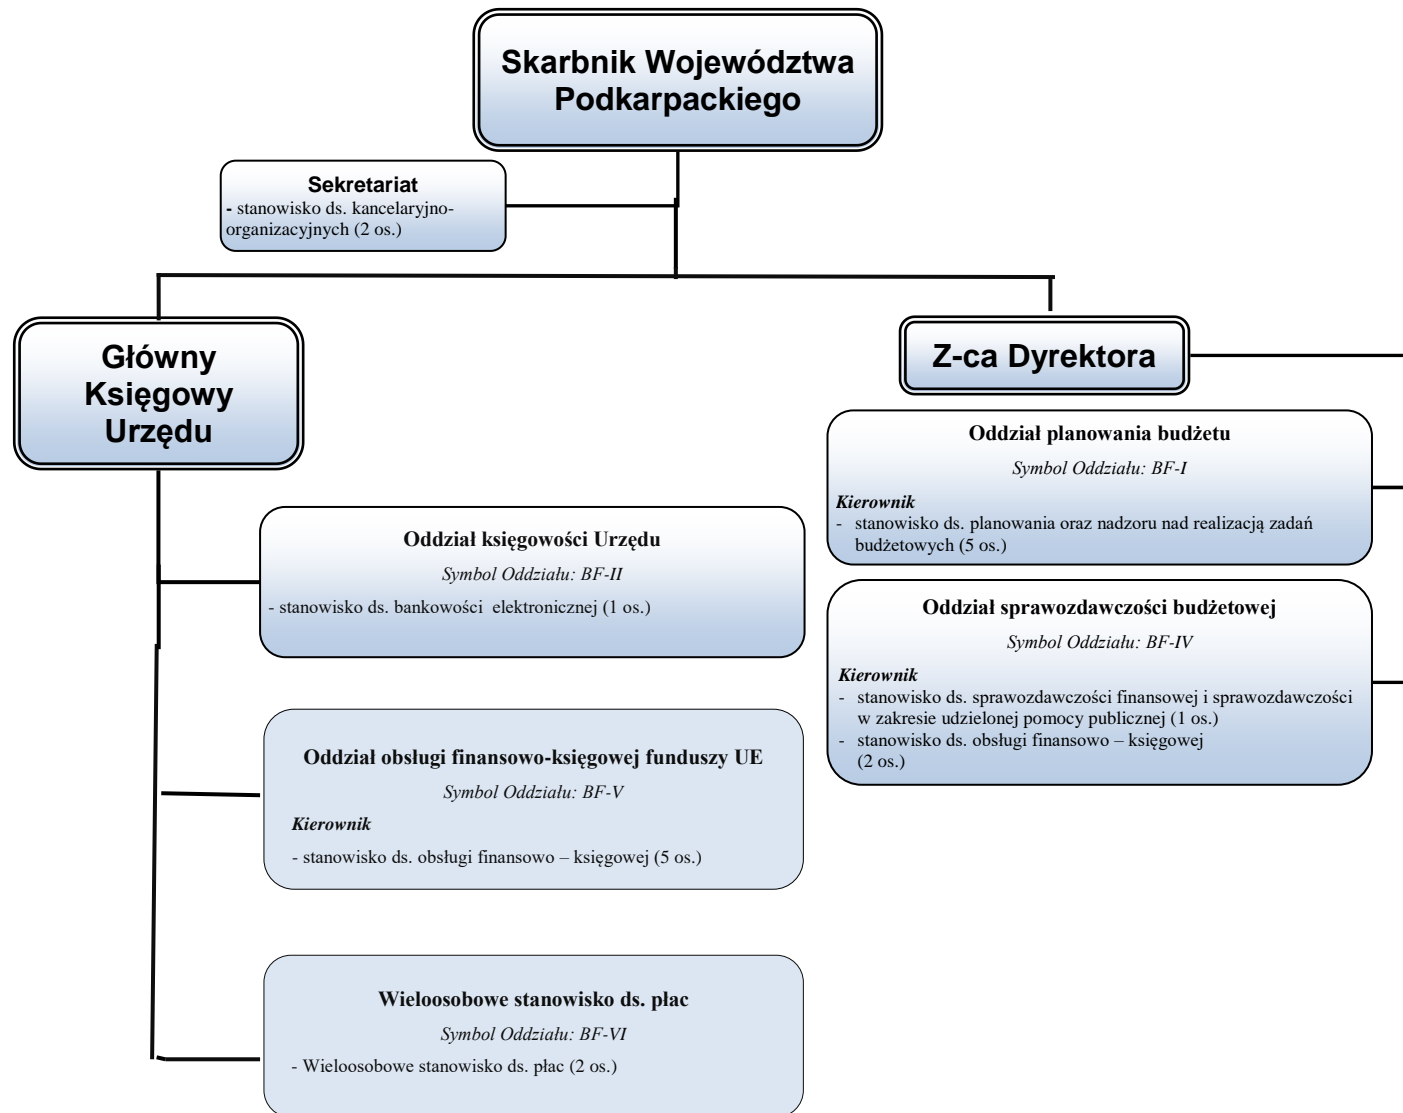 Skarbnik Województwa
Podkarpackiego
Sekretariat
- stanowisko ds. kancelaryjno-
organizacyjnych (2 os.)
Główny
Księgowy
Urzędu
Z-ca Dyrektora
Oddział planowania budżetu
Symbol Oddziału: BF-I
Kierownik
- stanowisko ds. planowania oraz nadzoru nad realizacją zadań
budżetowych (5 os.)
Oddział księgowości Urzędu
Symbol Oddziału: BF-II
- stanowisko ds. bankowości elektronicznej (1 os.)
Oddział sprawozdawczości budżetowej
Symbol Oddziału: BF-IV
Kierownik
- stanowisko ds. sprawozdawczości finansowej i sprawozdawczości
w zakresie udzielonej pomocy publicznej (1 os.)
- stanowisko ds. obsługi finansowo – księgowej
(2 os.)
Oddział obsługi finansowo-księgowej funduszy UE
Symbol Oddziału: BF-V
Kierownik
- stanowisko ds. obsługi finansowo – księgowej (5 os.)
Wieloosobowe stanowisko ds. płac
Symbol Oddziału: BF-VI
- Wieloosobowe stanowisko ds. płac (2 os.)